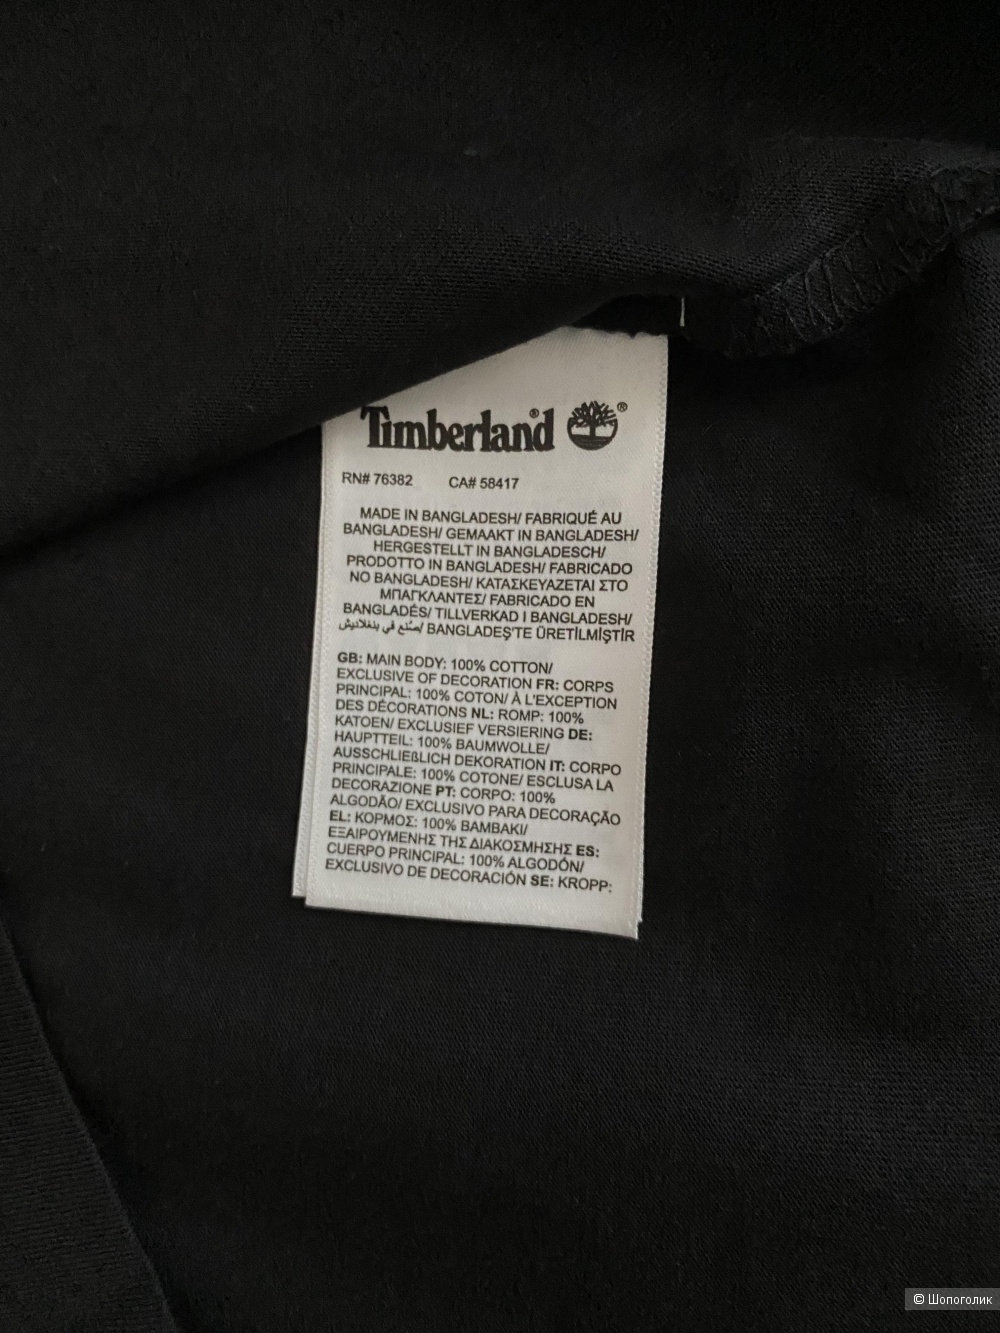 Timberland® ®
RN# 76382 CA# 58417
MADE IN BANGLADESH/ FABRIQUÉ AU
BANGLADESH/ GEMAAKT IN BANGLADESH/
HERGESTELLT IN BANGLADESCH/
PRODOTTO IN BANGLADESH/ FABRICADO
NO BANGLADESH/ ΚΑΤΑΣΚΕΥΑΖΕΤΑΙ ΣΤΟ
ΜΠΑΓΚΛΑΝΤΕΣ/ FABRICADO EN
BANGLADÉS/ TILLVERKAD I BANGLADESH/
صُنع في بنغلاديش/ BANGLADEŞ'TE ÜRETİLMİŞTİR
GB: MAIN BODY: 100% COTTON/
EXCLUSIVE OF DECORATION FR: CORPS
PRINCIPAL: 100% COTON/ À L'EXCEPTION
DES DÉCORATIONS NL: ROMP: 100%
KATOEN/ EXCLUSIEF VERSIERING DE:
HAUPTTEIL: 100% BAUMWOLLE/
AUSSCHLIEßLICH DEKORATION IT: CORPO
PRINCIPALE: 100% COTONE/ ESCLUSA LA
DECORAZIONE PT: CORPO: 100%
ALGODÃO/ EXCLUSIVO PARA DECORAÇÃO
EL: ΚΟΡΜΟΣ: 100% ΒΑΜΒΑΚΙ/
ΕΞΑΙΡΟΥΜΕΝΗΣ ΤΗΣ ΔΙΑΚΟΣΜΗΣΗΣ ES:
CUERPO PRINCIPAL: 100% ALGODÓN/
EXCLUSIVO DE DECORACIÓN SE: KROPP:
© Шопоголик